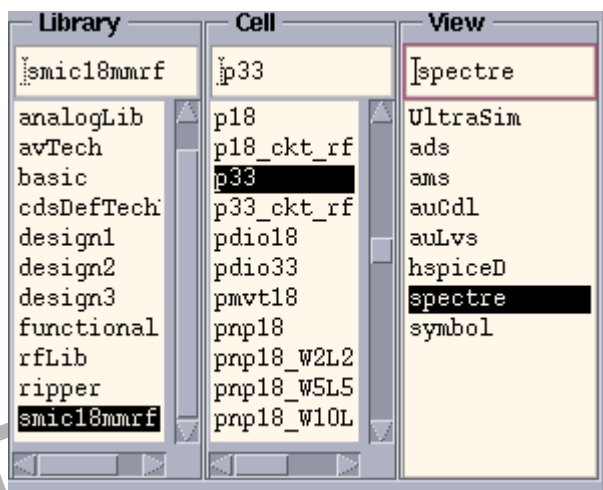 Library
smic18mmrf
analogLib
avTech
basic
cdsDefTech
design1
design2
design3
functional
rfLib
ripper
smic18mmrf
Cell
p33
p18
p18_ckt_rf
p33
p33_ckt_rf
pdio18
pdio33
pmvt18
pnp18
pnp18_W2L2
pnp18_W5L5
pnp18_W10L
View
spectre
UltraSim
ads
ams
auCdl
auLvs
hspiceD
spectre
symbol